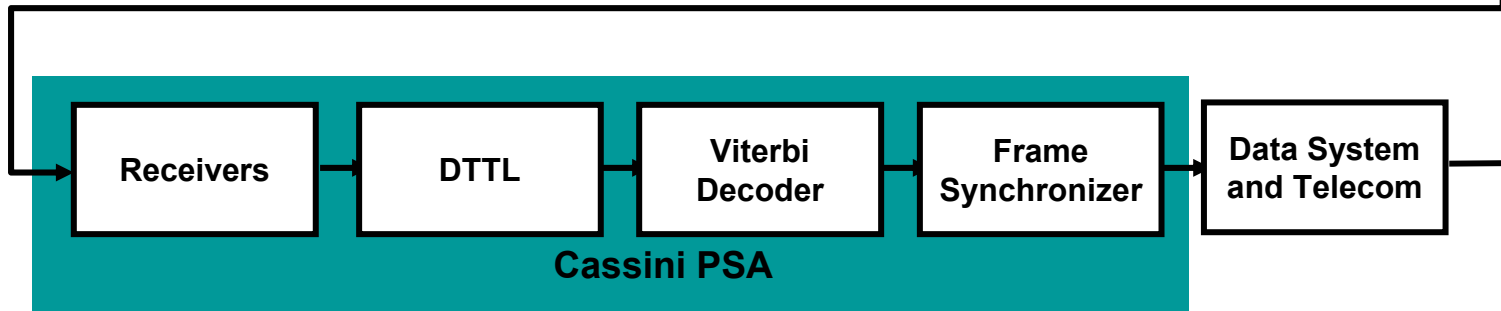 Receivers
DTTL
Viterbi
Decoder
Frame
Synchronizer
Data System
and Telecom
Cassini PSA